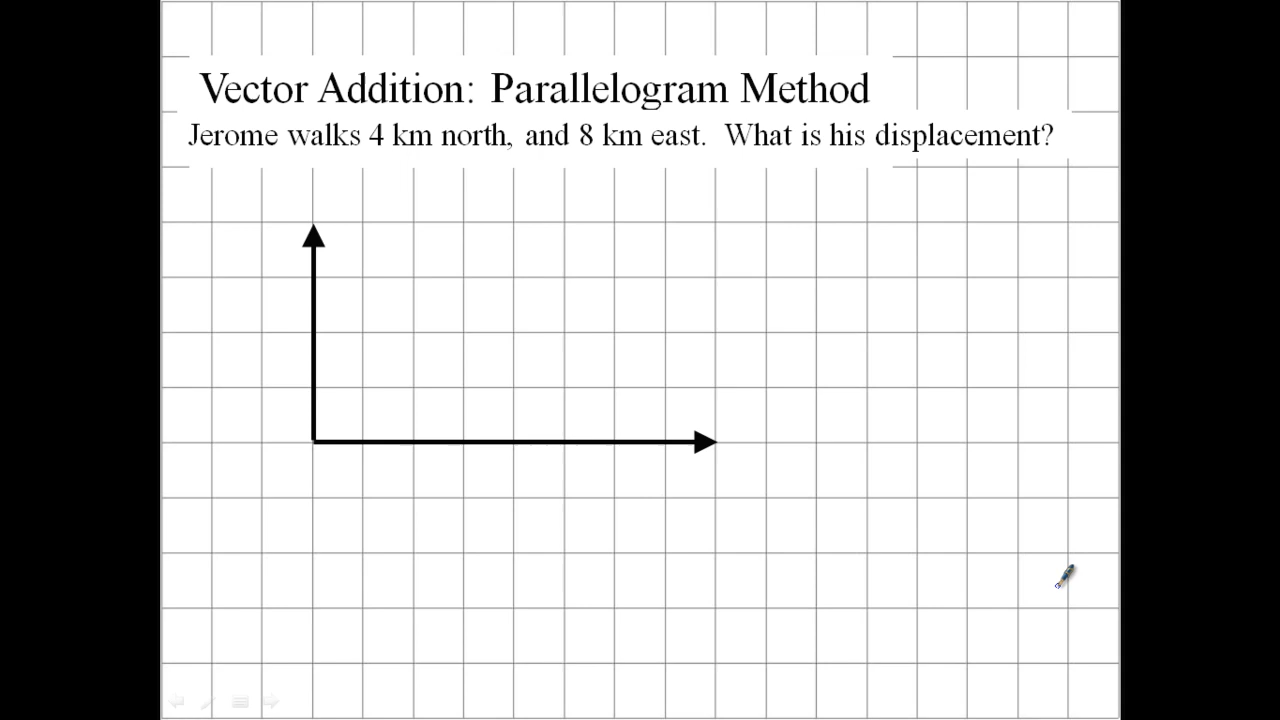 Vector Addition: Parallelogram Method
Jerome walks 4 km north, and 8 km east. What is his displacement?